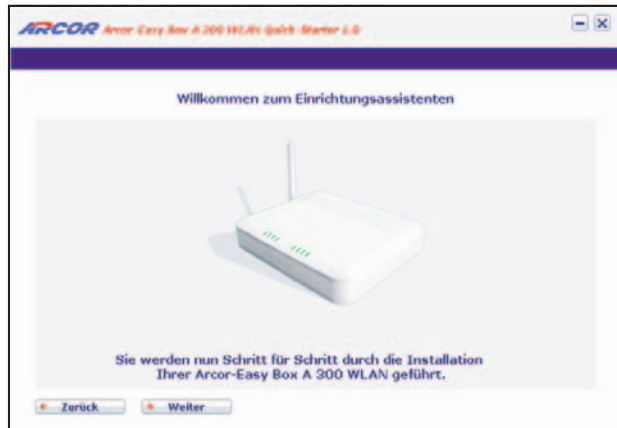 ARCOR Arcor-Easy Box A 300 WLAN Quick-Starter 1.0
Willkommen zum Einrichtungsassistenten
Sie werden nun Schritt für Schritt durch die Installation
Ihrer Arcor-Easy Box A 300 WLAN geführt.
Zurück Weiter